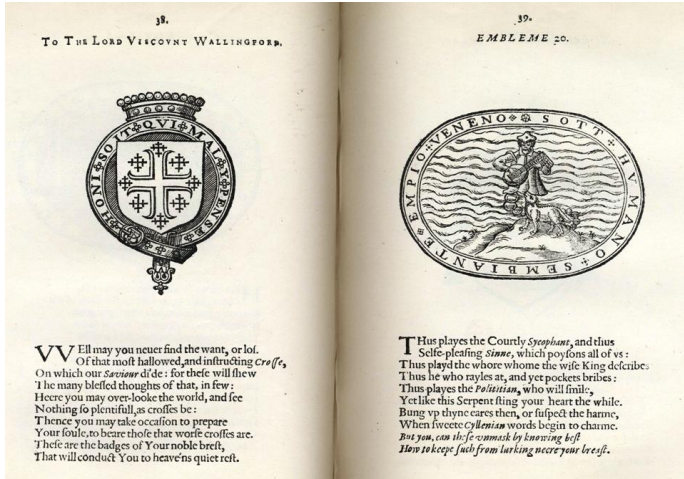 38.
TO THE LORD VISCOVNT WALLINGFORD.
HONI SOIT QVI MAL Y PENSE
VVEll may you neuer find the want, or loſ.
Of that moſt hallowed, and inſtructing Croſſe,
On which our Saviour di'de: for theſe will ſhew
The many bleſſed thoughts of that, in few:
Heere you may over-looke the world, and ſee
Nothing ſo plentifull, as croſſes be:
Thence you may take occaſion to prepare
Your ſoule, to beare thoſe that worſe croſſes are.
Theſe are the badges of Your noble breſt,
That will conduct You to heave'ns quiet reſt.
39.
EMBLEME 20.
SOTT HVMANO SEMBIANTE EMPIO VENENO
THus playes the Courtly Sycophant, and thus
Selfe-pleaſing Sinne, which poyſons all of vs:
Thus playd the whore whome the wiſe King deſcribes
Thus he who rayles at, and yet pockets bribes:
Thus playes the Polititian, who will ſmile,
Yet like this Serpent ſting your heart the while.
Bung vp thyne eares then, or ſuſpect the harme,
When ſweete Cyllenian words begin to charme.
But you, can theſe vnmask by knowing beſt
How to keepe ſuch from lurking neere your breaſt.